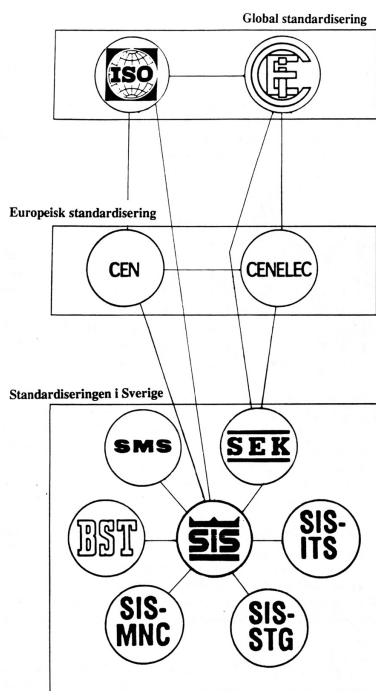 Global standardisering
ISO
IEC
Europeisk standardisering
CEN
CENELEC
Standardiseringen i Sverige
SMS
SEK
BST
SIS
SIS-
ITS
SIS-
MNC
SIS-
STG